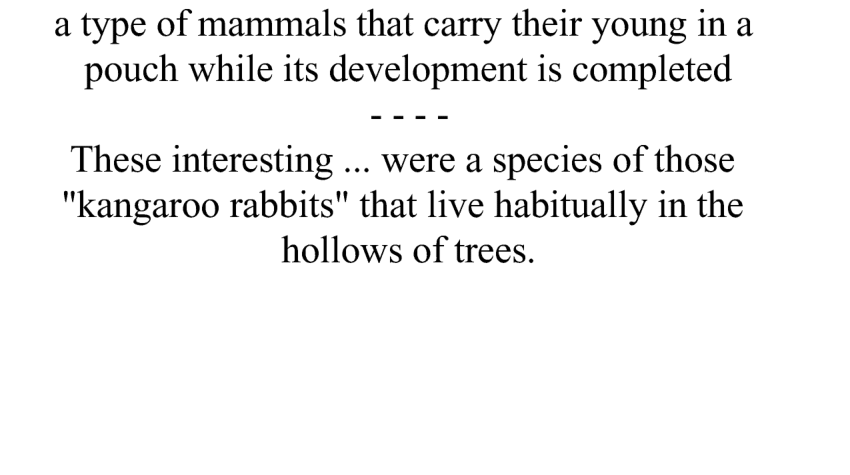 a type of mammals that carry their young in a
pouch while its development is completed
- - - -
These interesting ... were a species of those
"kangaroo rabbits" that live habitually in the
hollows of trees.